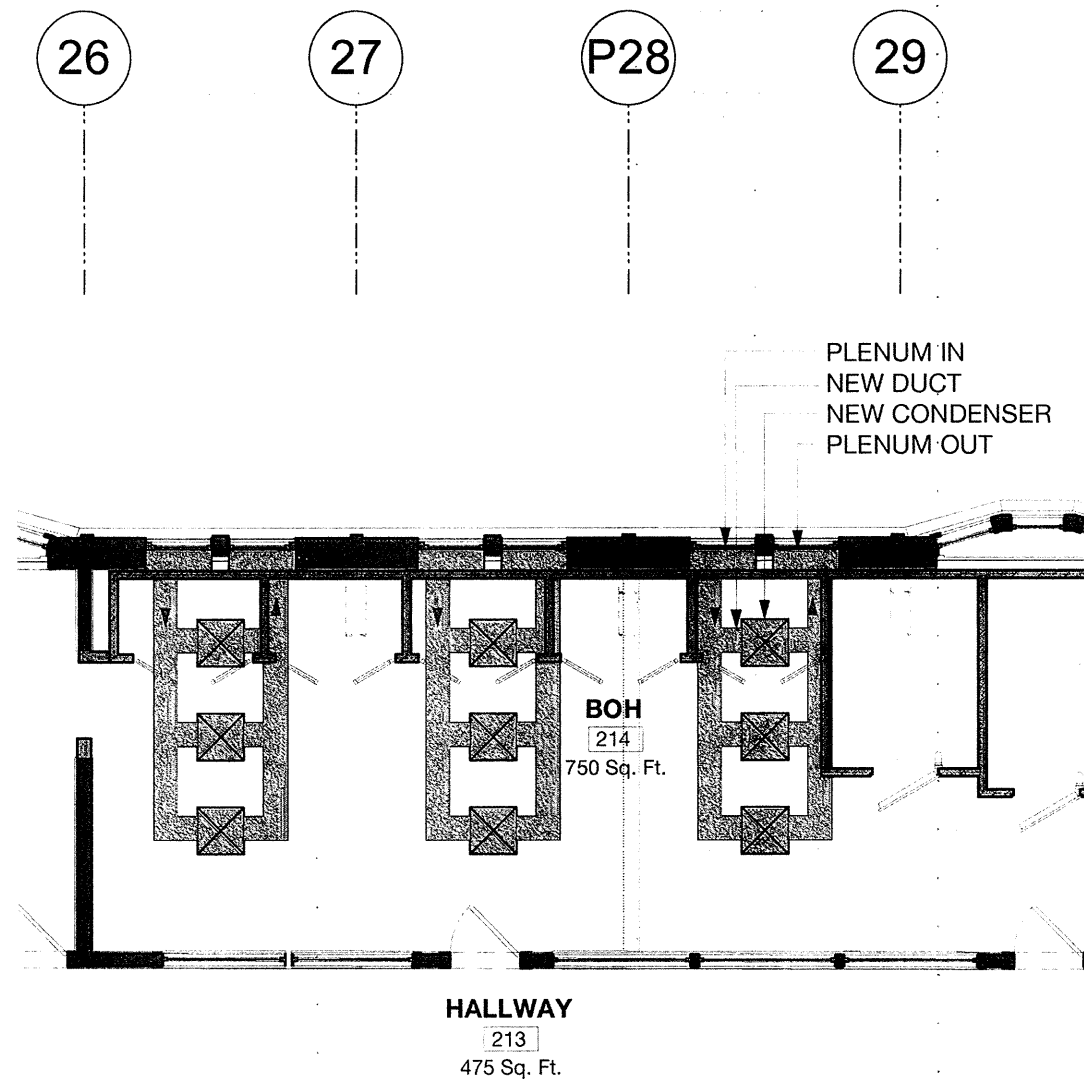 26
27
P28
29
PLENUM IN
NEW DUCT
NEW CONDENSER
PLENUM OUT
BOH
214
750 Sq. Ft.
HALLWAY
213
475 Sq. Ft.